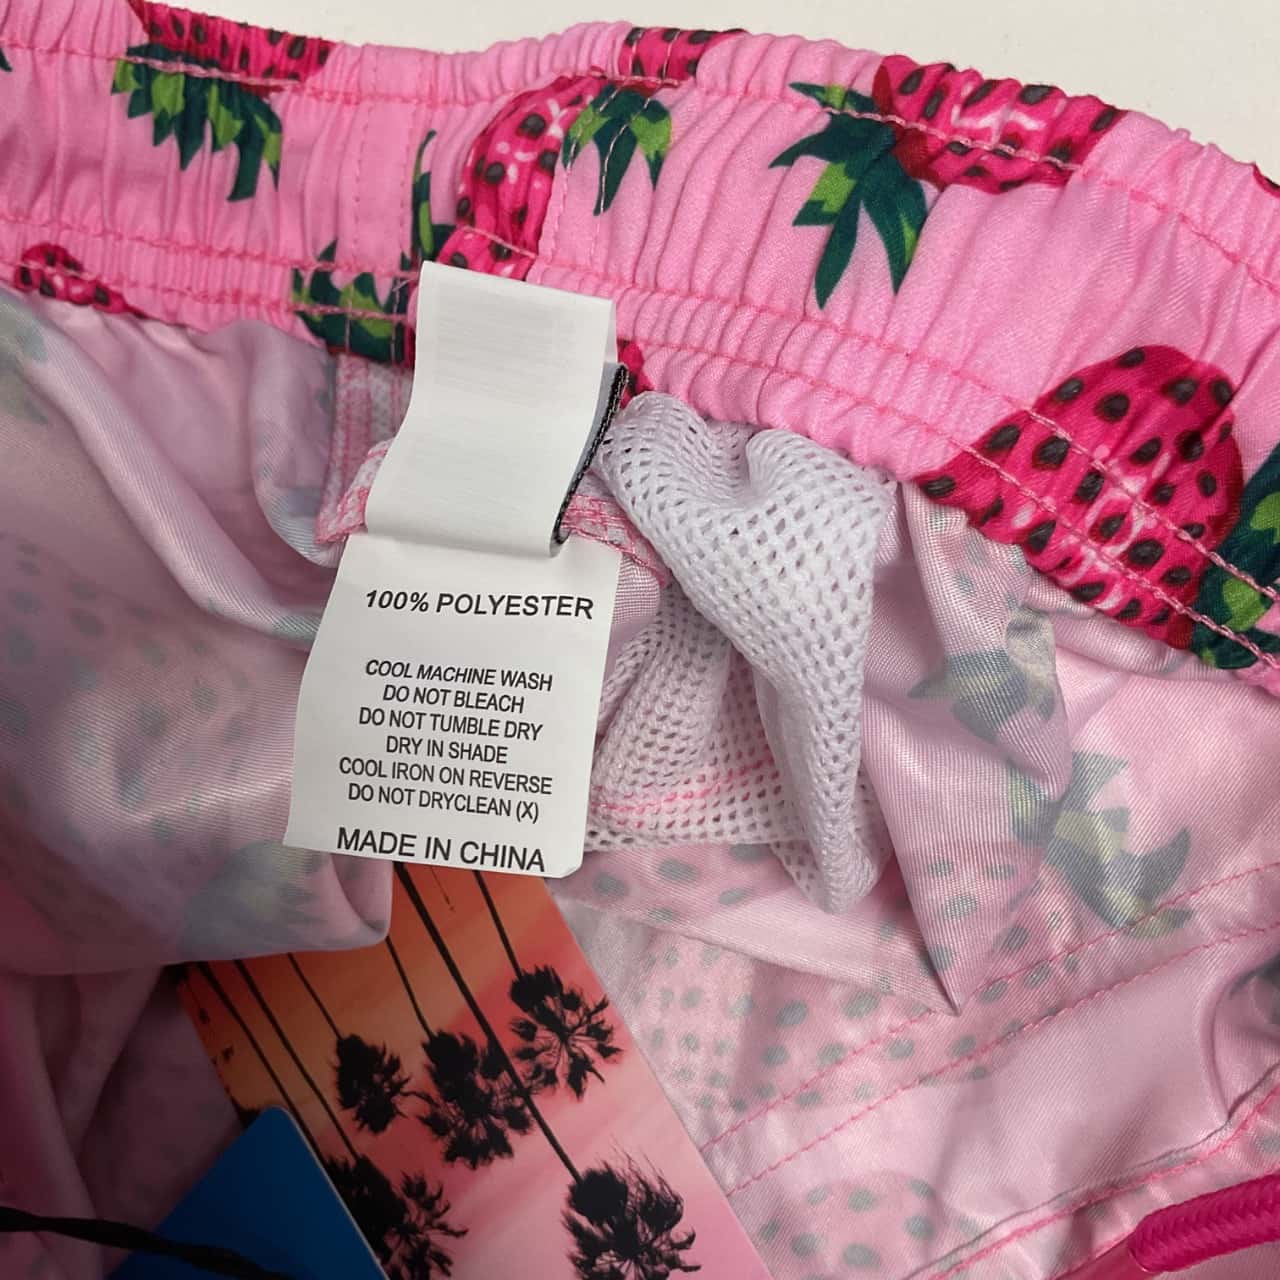 100% POLYESTER
COOL MACHINE WASH
DO NOT BLEACH
DO NOT TUMBLE DRY
DRY IN SHADE
COOL IRON ON REVERSE
DO NOT DRYCLEAN (X)
MADE IN CHINA